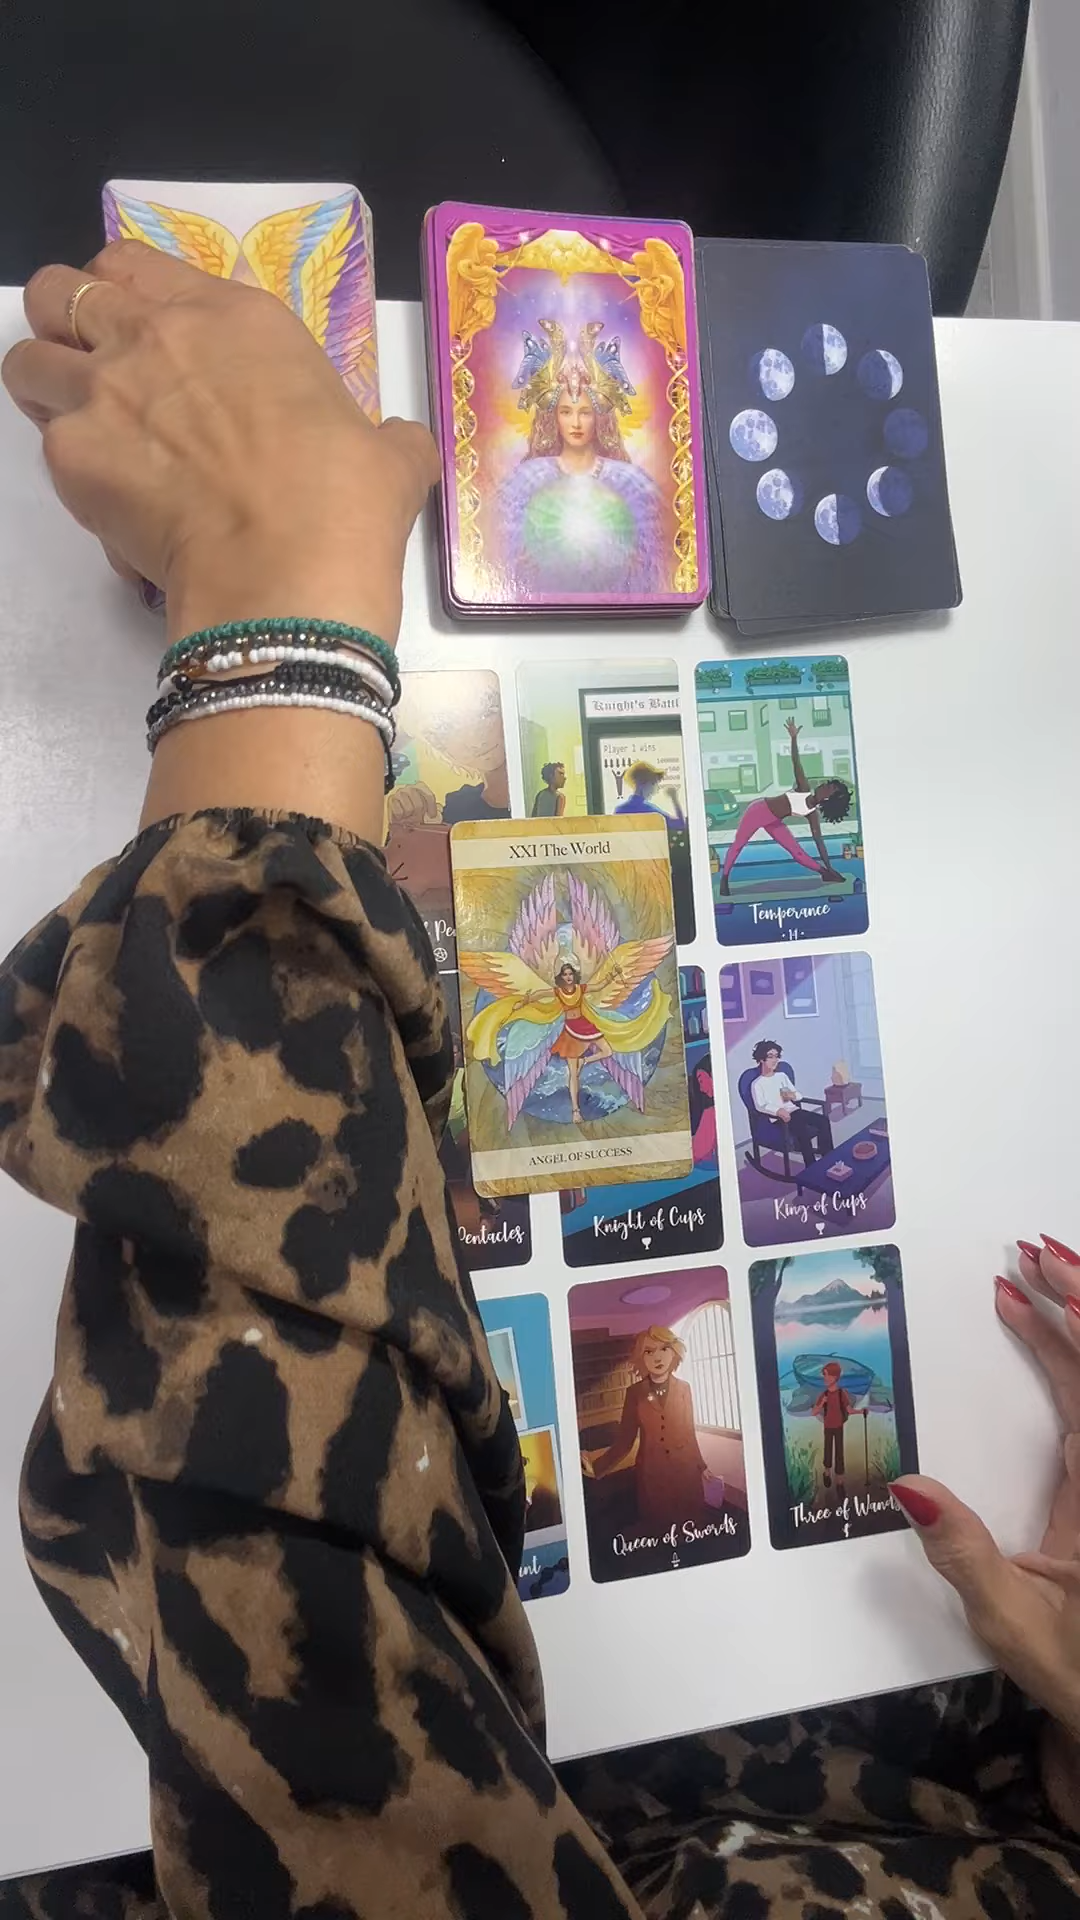 Knight's Battl
Player 1 wins
Temperance
• 14 •
XXI The World
ANGEL OF SUCCESS
Pentacles
Knight of Cups
King of Cups
Queen of Swords
Three of Wands